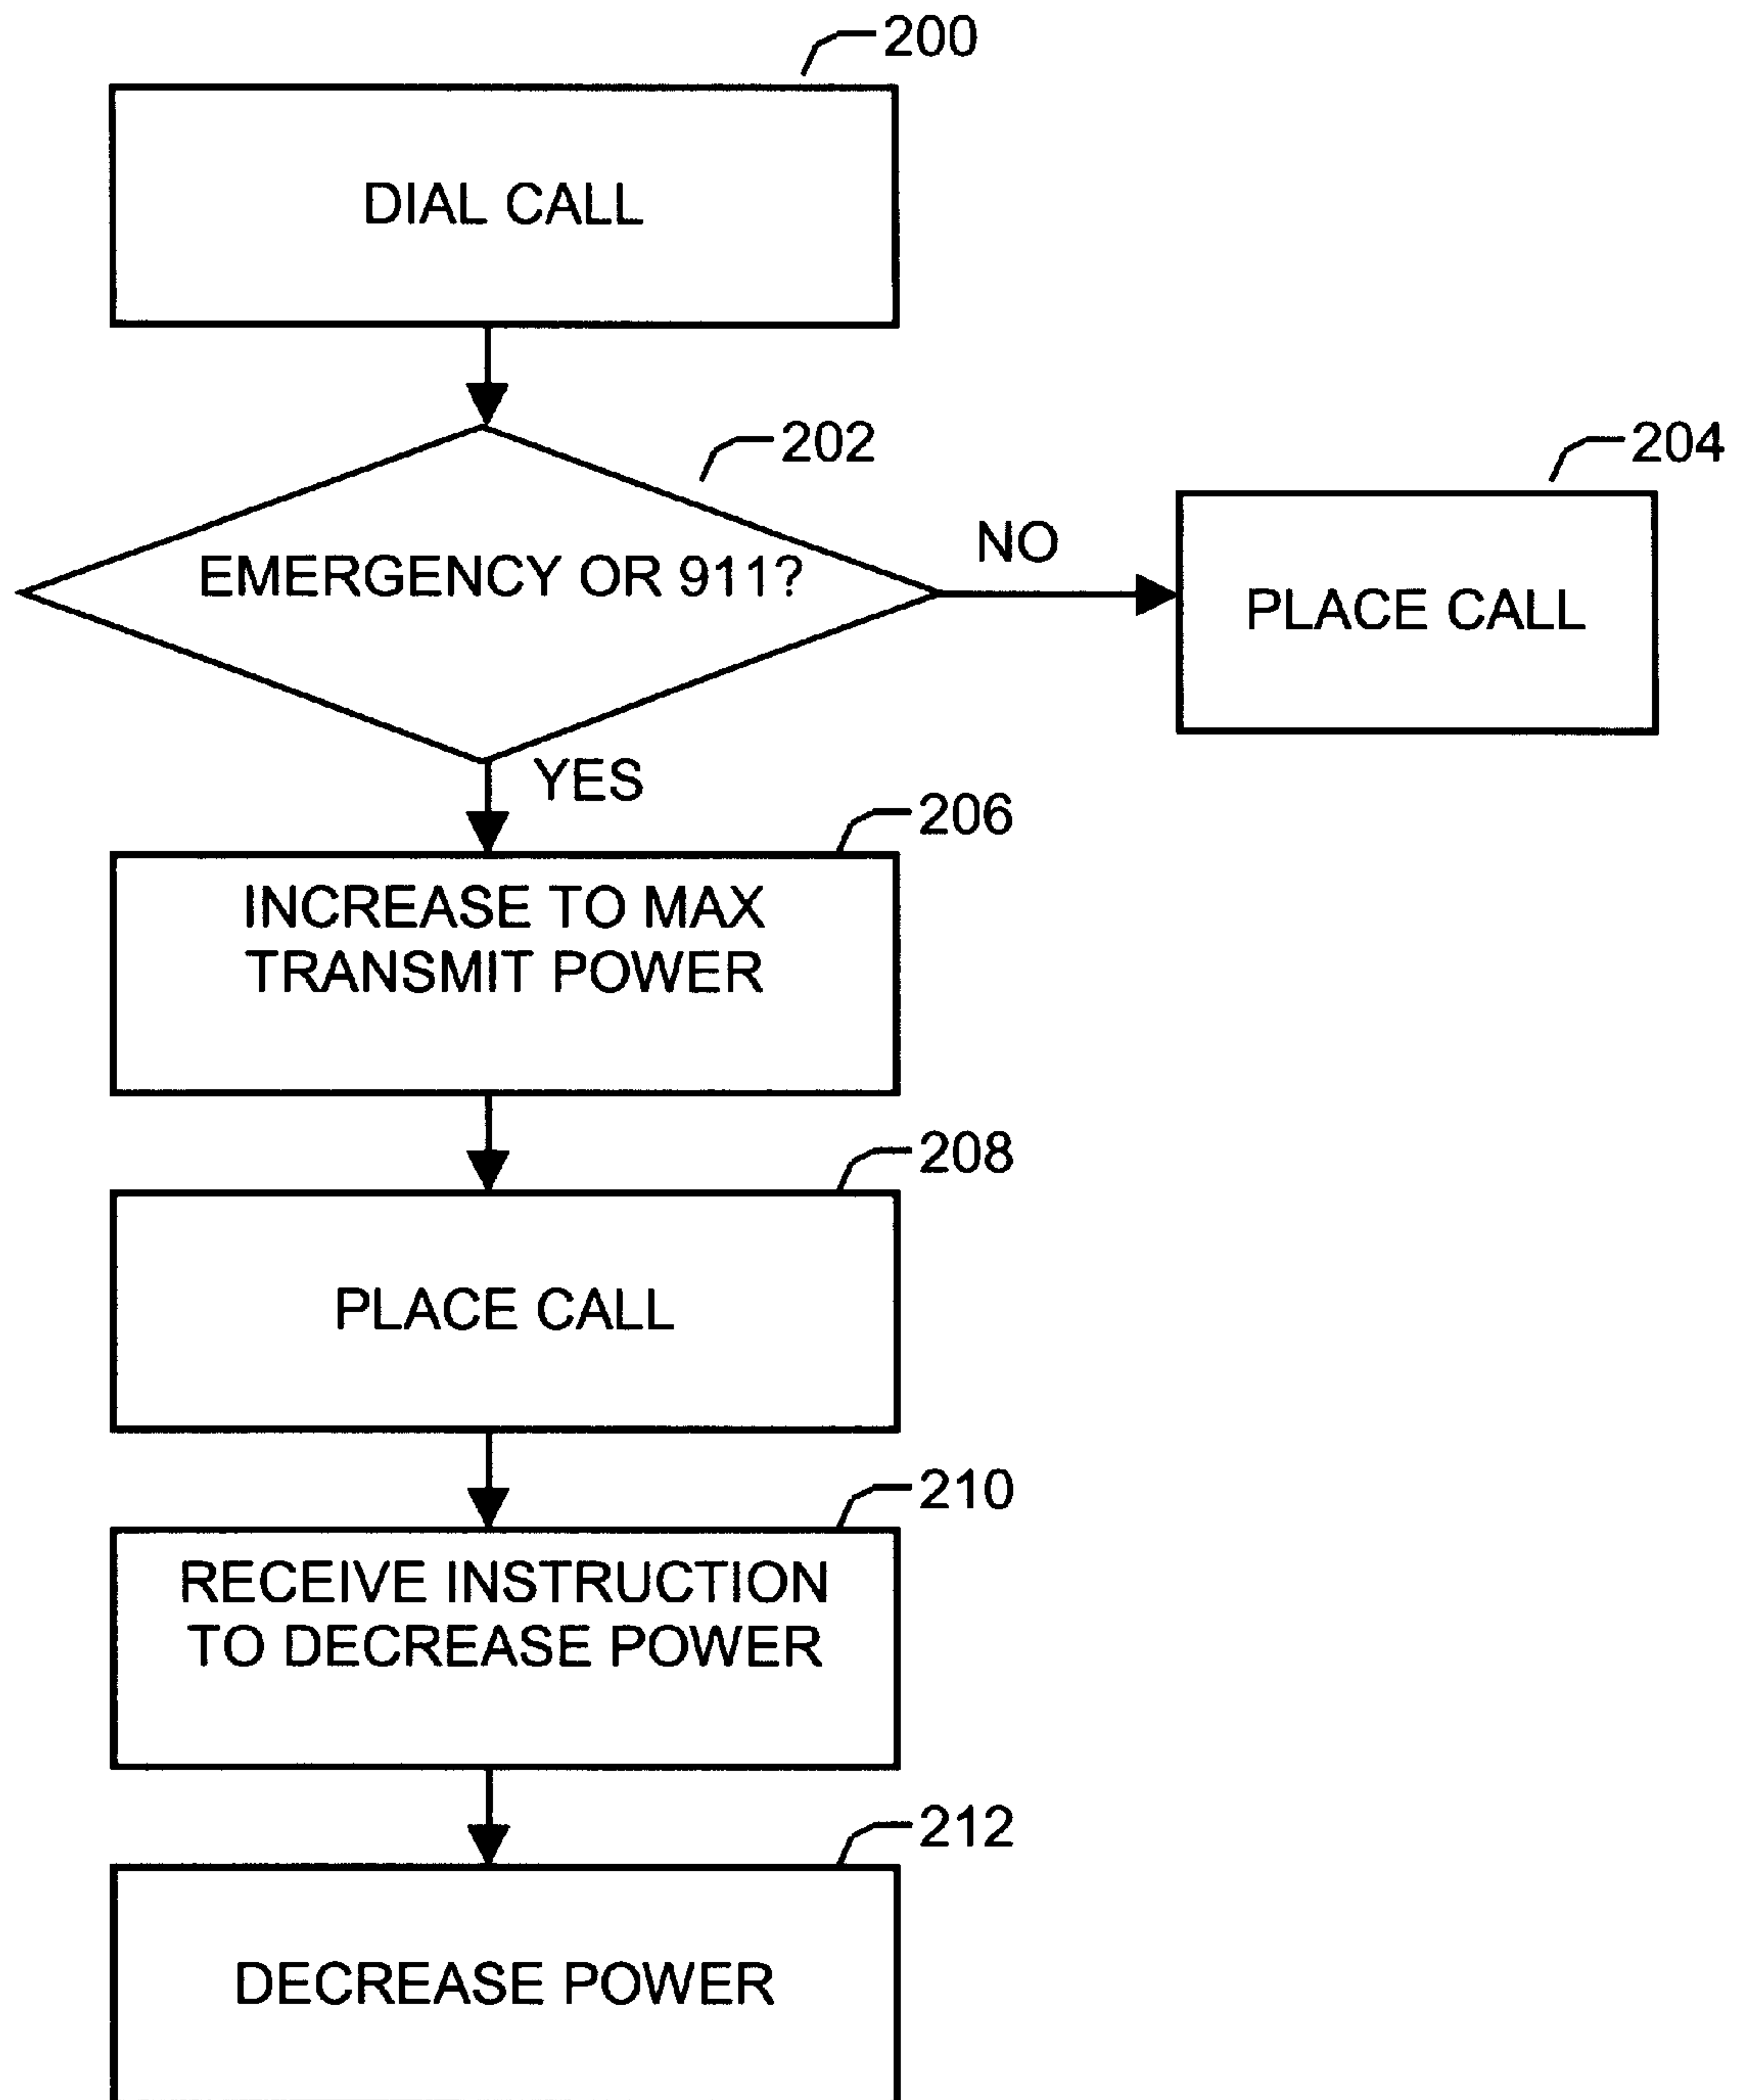 200
DIAL CALL
202
204
EMERGENCY OR 911?
NO
PLACE CALL
YES
206
INCREASE TO MAX
TRANSMIT POWER
208
PLACE CALL
210
RECEIVE INSTRUCTION
TO DECREASE POWER
212
DECREASE POWER